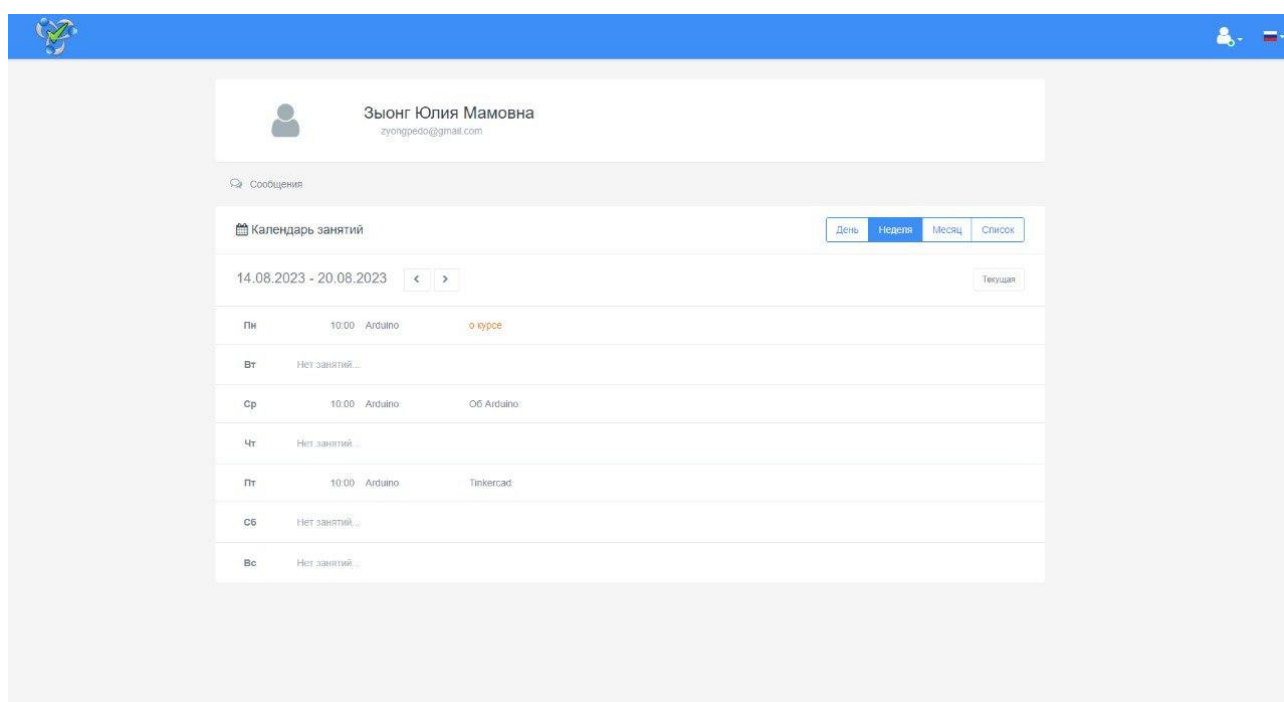 Зыонг Юлия Мамовна
zyongpedo@gmail.com
Сообщения
Календарь занятий
День Неделя Месяц Список
14.08.2023 - 20.08.2023
Текущая
Пн 10:00 Arduino о курсе
Вт Нет занятий...
Ср 10:00 Arduino Об Arduino
Чт Нет занятий...
Пт 10:00 Arduino Tinkercad
Сб Нет занятий...
Вс Нет занятий...